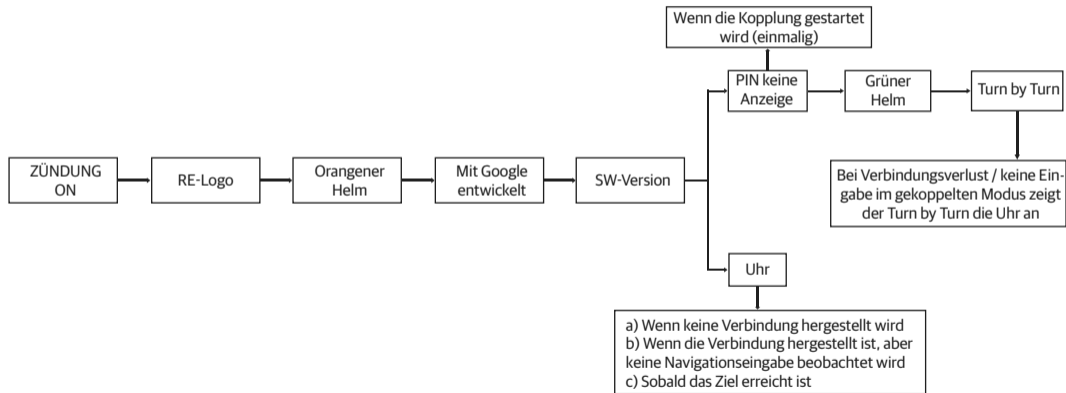 Wenn die Kopplung gestartet
wird (einmalig)
PIN keine
Anzeige
Grüner
Helm
Turn by Turn
ZÜNDUNG
ON
RE-Logo
Orangener
Helm
Mit Google
entwickelt
SW-Version
Bei Verbindungsverlust / keine Ein-
gabe im gekoppelten Modus zeigt
der Turn by Turn die Uhr an
Uhr
a) Wenn keine Verbindung hergestellt wird
b) Wenn die Verbindung hergestellt ist, aber
keine Navigationseingabe beobachtet wird
c) Sobald das Ziel erreicht ist